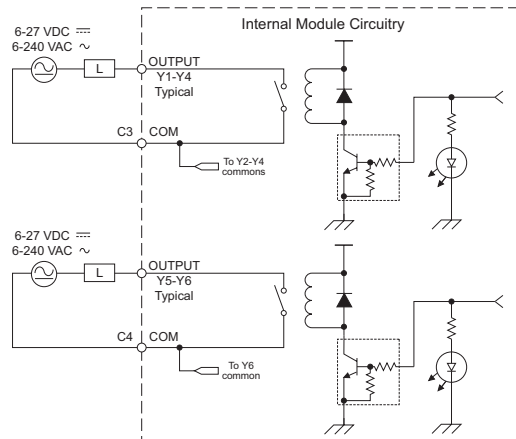 Internal Module Circuitry
6-27 VDC ⎓
6-240 VAC ∿
L
OUTPUT
Y1-Y4
Typical
C3
COM
To Y2-Y4
commons
6-27 VDC ⎓
6-240 VAC ∿
L
OUTPUT
Y5-Y6
Typical
C4
COM
To Y6
common